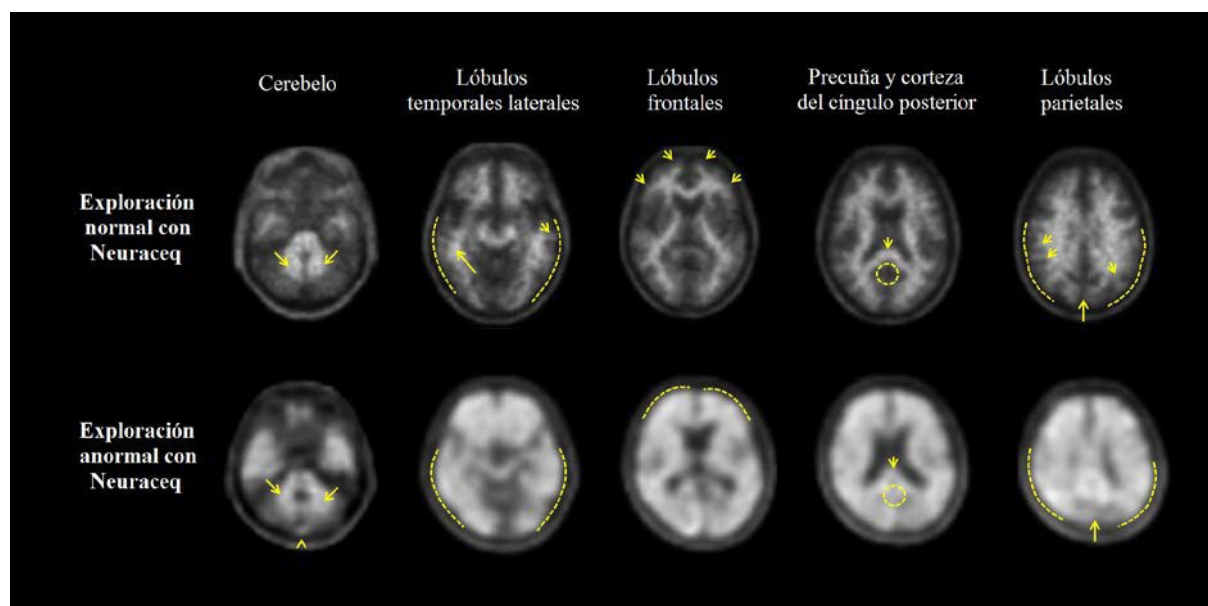 Cerebelo
Lóbulos
temporales laterales
Lóbulos
frontales
Precuña y corteza
del cíngulo posterior
Lóbulos
parietales
Exploración
normal con
Neuraceq
Exploración
anormal con
Neuraceq